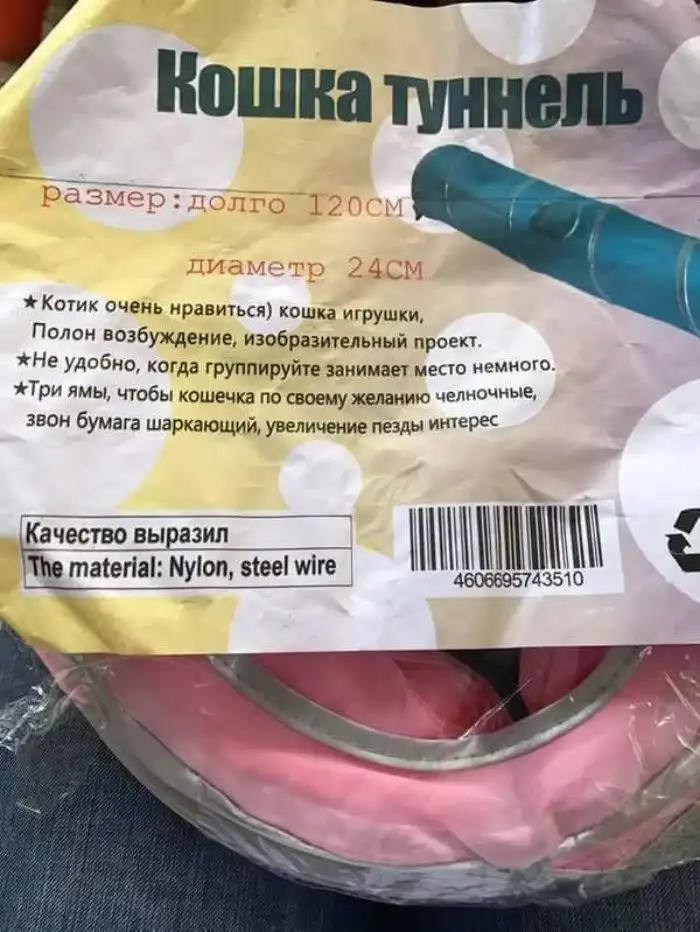 Кошка туннель
размер:долго 120СМ
диаметр 24СМ
★Котик очень нравиться) кошка игрушки,
Полон возбуждение, изобразительный проект.
★Не удобно, когда группируйте занимает место немного.
★Три ямы, чтобы кошечка по своему желанию челночные,
звон бумага шаркающий, увеличение пезды интерес
Качество выразил
The material: Nylon, steel wire
4606695743510